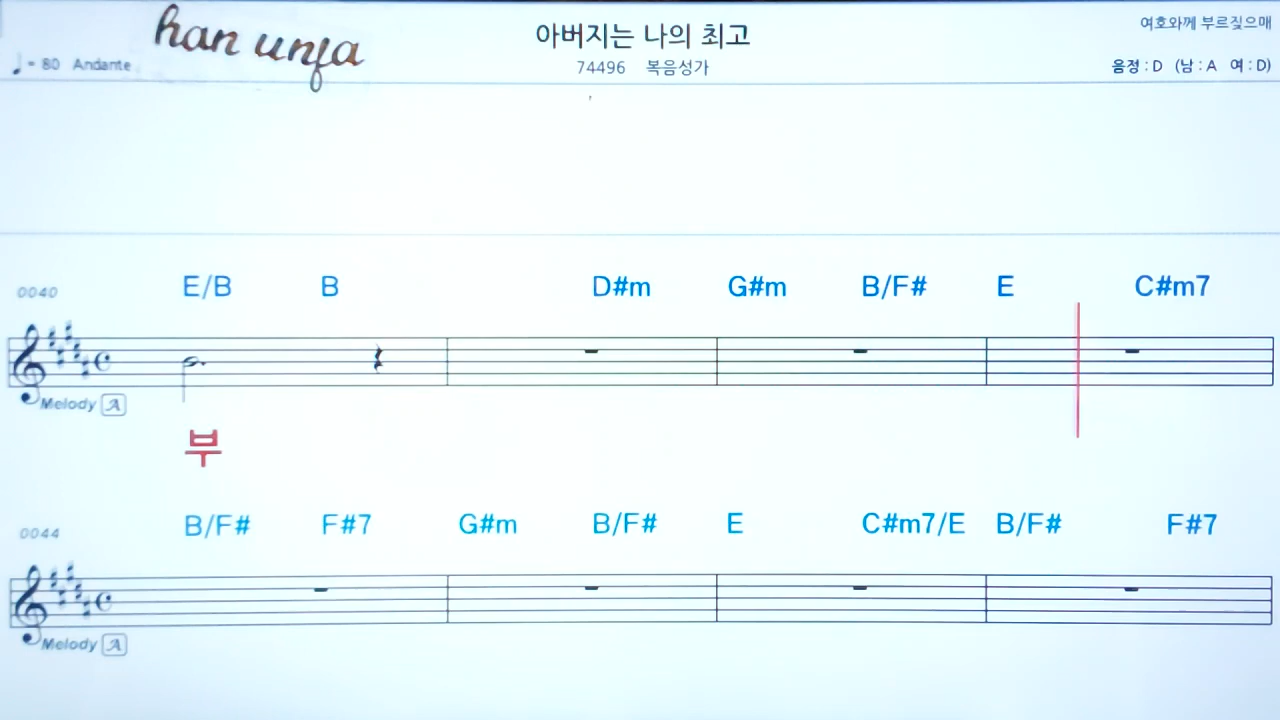 han unfa
아버지는 나의 최고
여호와께 부르짖으매
♩ = 80 Andante
74496 복음성가
음정 : D (남 : A 여 : D)
0040
E/B B D#m G#m B/F# E C#m7
Melody A
부
0044
B/F# F#7 G#m B/F# E C#m7/E B/F# F#7
Melody A